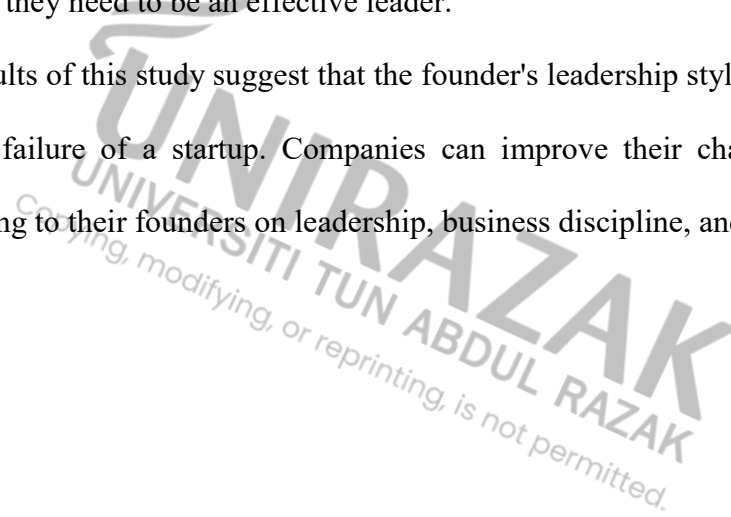 they need to be an effective leader.
ults of this study suggest that the founder's leadership styl
failure of a startup. Companies can improve their cha
ng to their founders on leadership, business discipline, and
UNIRAZAK
UNIVERSITI TUN ABDUL RAZAK
Copying, modifying, or reprinting, is not permitted.